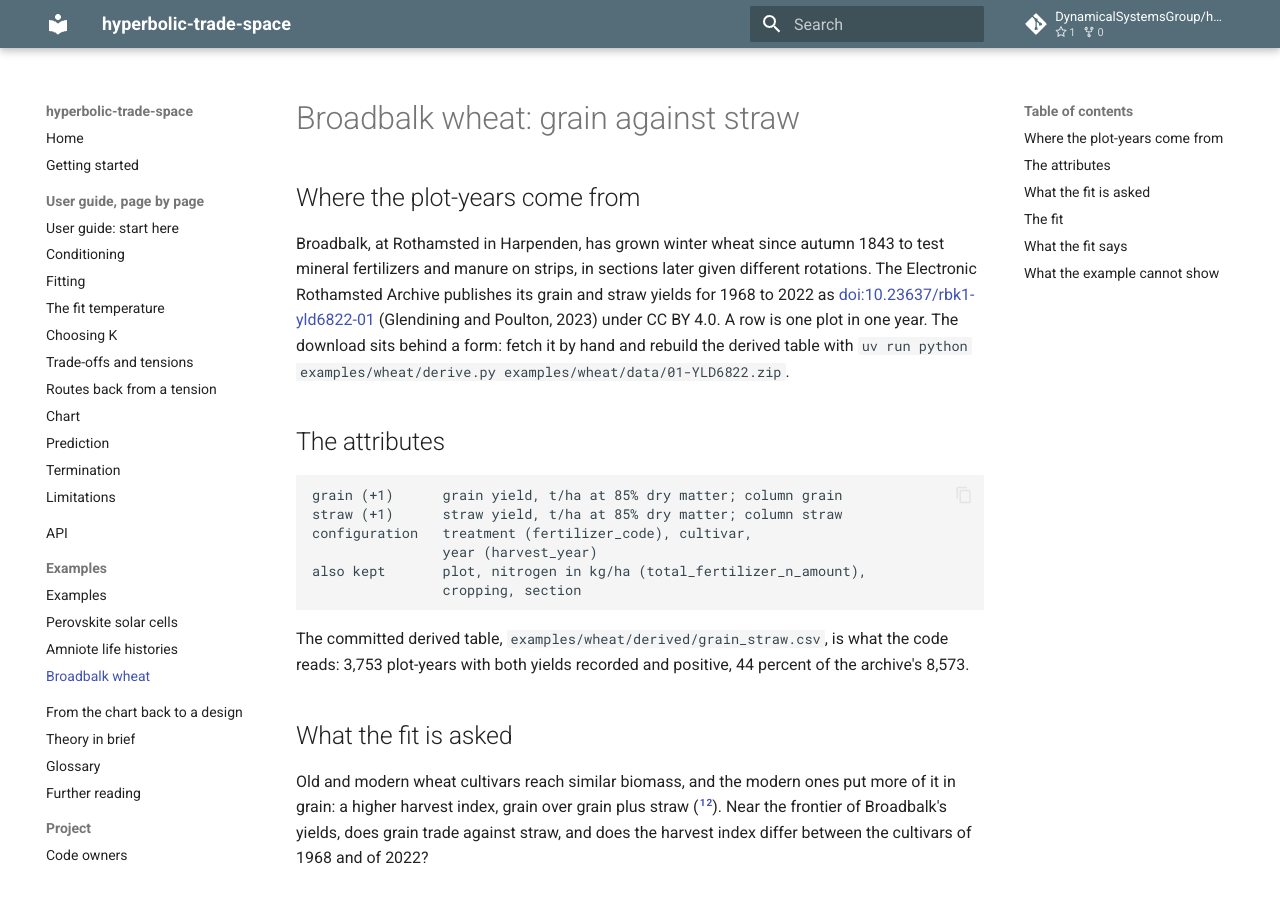 hyperbolic-trade-space
Search
DynamicalSystemsGroup/h...
1 0
hyperbolic-trade-space
Home
Getting started
User guide, page by page
User guide: start here
Conditioning
Fitting
The fit temperature
Choosing K
Trade-offs and tensions
Routes back from a tension
Chart
Prediction
Termination
Limitations
API
Examples
Examples
Perovskite solar cells
Amniote life histories
Broadbalk wheat
From the chart back to a design
Theory in brief
Glossary
Further reading
Project
Code owners
Broadbalk wheat: grain against straw
Where the plot-years come from
Broadbalk, at Rothamsted in Harpenden, has grown winter wheat since autumn 1843 to test
mineral fertilizers and manure on strips, in sections later given different rotations. The Electronic
Rothamsted Archive publishes its grain and straw yields for 1968 to 2022 as doi:10.23637/rbk1-
yld6822-01 (Glendining and Poulton, 2023) under CC BY 4.0. A row is one plot in one year. The
download sits behind a form: fetch it by hand and rebuild the derived table with uv run python
examples/wheat/derive.py examples/wheat/data/01-YLD6822.zip.
The attributes
grain (+1) grain yield, t/ha at 85% dry matter; column grain
straw (+1) straw yield, t/ha at 85% dry matter; column straw
configuration treatment (fertilizer_code), cultivar,
year (harvest_year)
also kept plot, nitrogen in kg/ha (total_fertilizer_n_amount),
cropping, section
The committed derived table, examples/wheat/derived/grain_straw.csv, is what the code
reads: 3,753 plot-years with both yields recorded and positive, 44 percent of the archive's 8,573.
What the fit is asked
Old and modern wheat cultivars reach similar biomass, and the modern ones put more of it in
grain: a higher harvest index, grain over grain plus straw (12). Near the frontier of Broadbalk's
yields, does grain trade against straw, and does the harvest index differ between the cultivars of
1968 and of 2022?
Table of contents
Where the plot-years come from
The attributes
What the fit is asked
The fit
What the fit says
What the example cannot show